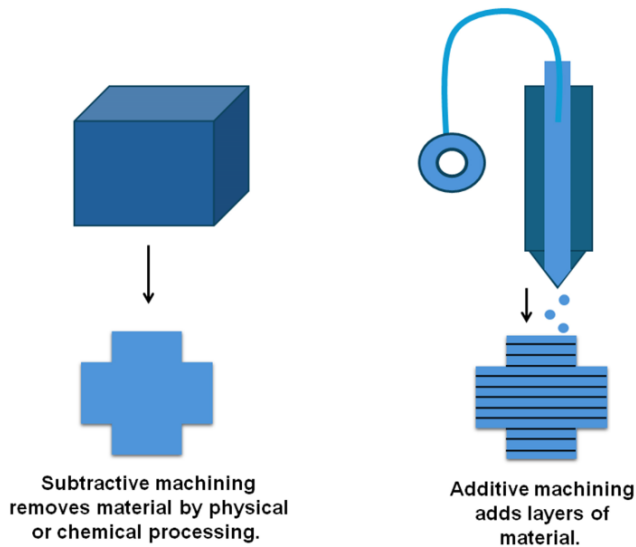 Subtractive machining
removes material by physical
or chemical processing.
Additive machining
adds layers of
material.